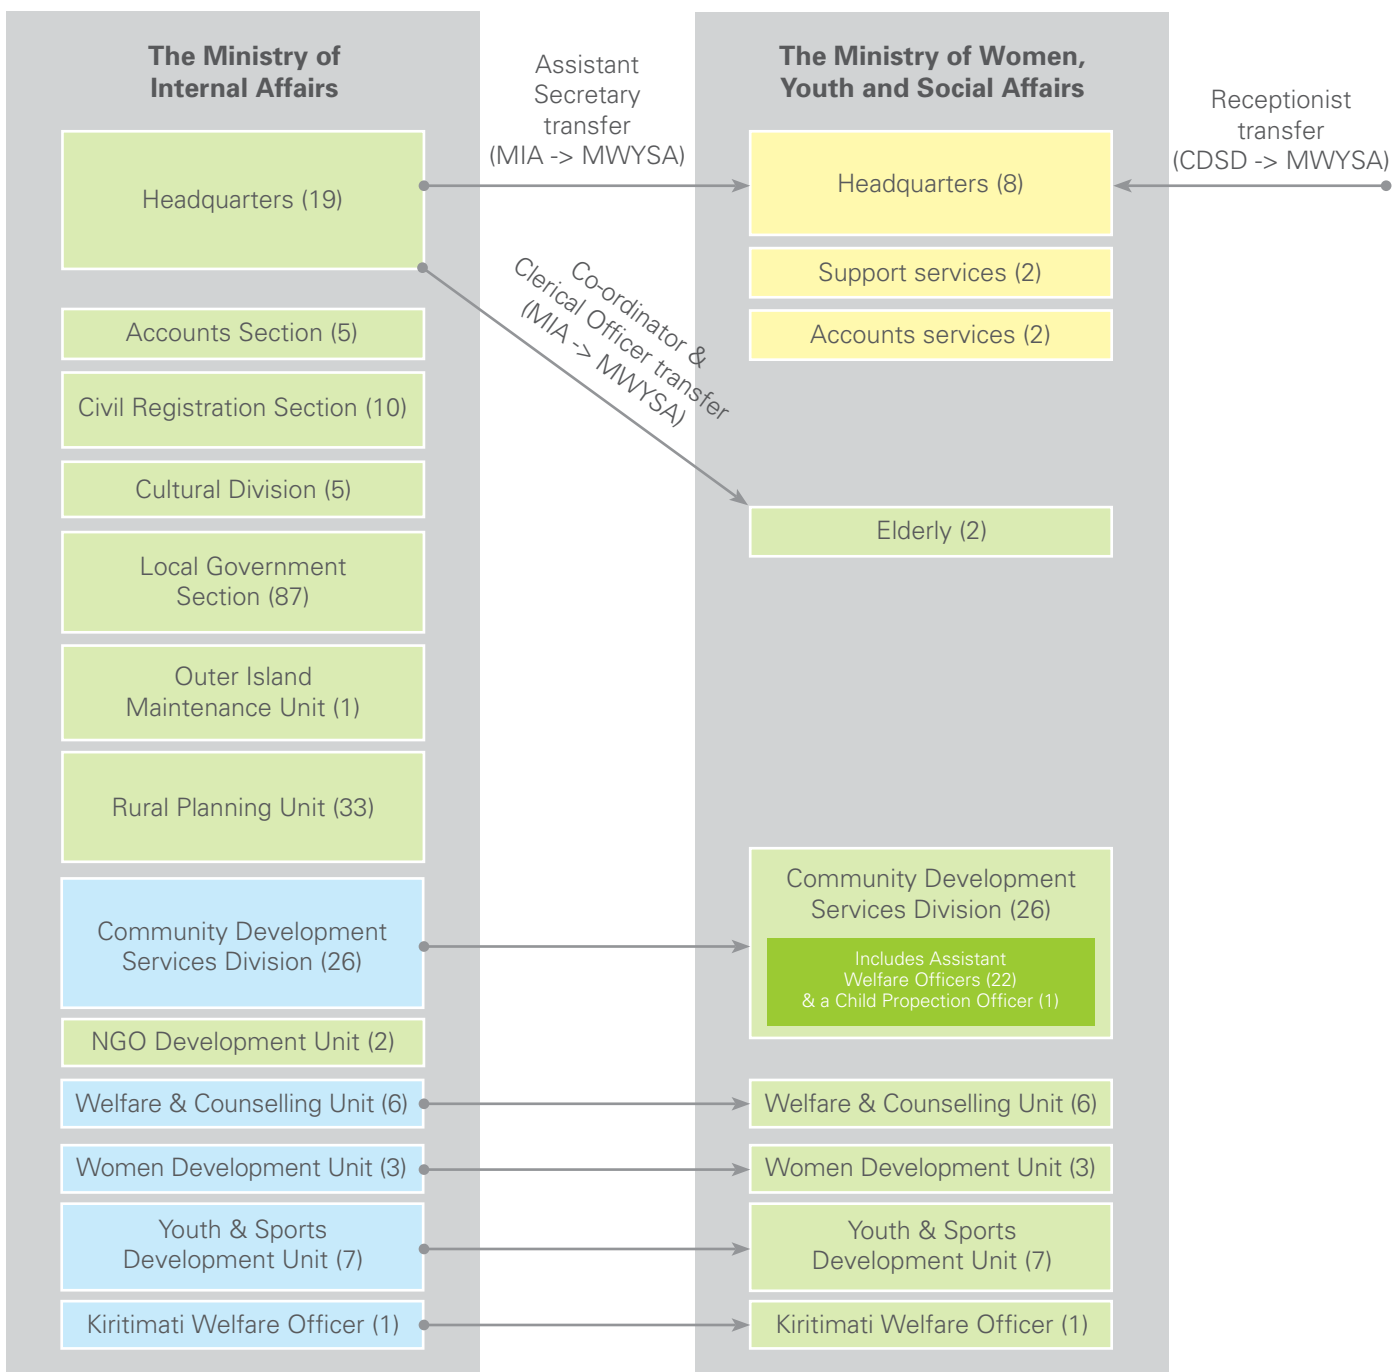 The Ministry of
Internal Affairs
Headquarters (19)
Accounts Section (5)
Civil Registration Section (10)
Cultural Division (5)
Local Government
Section (87)
Outer Island
Maintenance Unit (1)
Rural Planning Unit (33)
Community Development
Services Division (26)
NGO Development Unit (2)
Welfare & Counselling Unit (6)
Women Development Unit (3)
Youth & Sports
Development Unit (7)
Kiritimati Welfare Officer (1)
Assistant
Secretary
transfer
(MIA -> MWYSA)
Co-ordinator &
Clerical Officer transfer
(MIA -> MWYSA)
The Ministry of Women,
Youth and Social Affairs
Headquarters (8)
Support services (2)
Accounts services (2)
Elderly (2)
Community Development
Services Division (26)
Includes Assistant
Welfare Officers (22)
& a Child Propection Officer (1)
Welfare & Counselling Unit (6)
Women Development Unit (3)
Youth & Sports
Development Unit (7)
Kiritimati Welfare Officer (1)
Receptionist
transfer
(CDSD -> MWYSA)